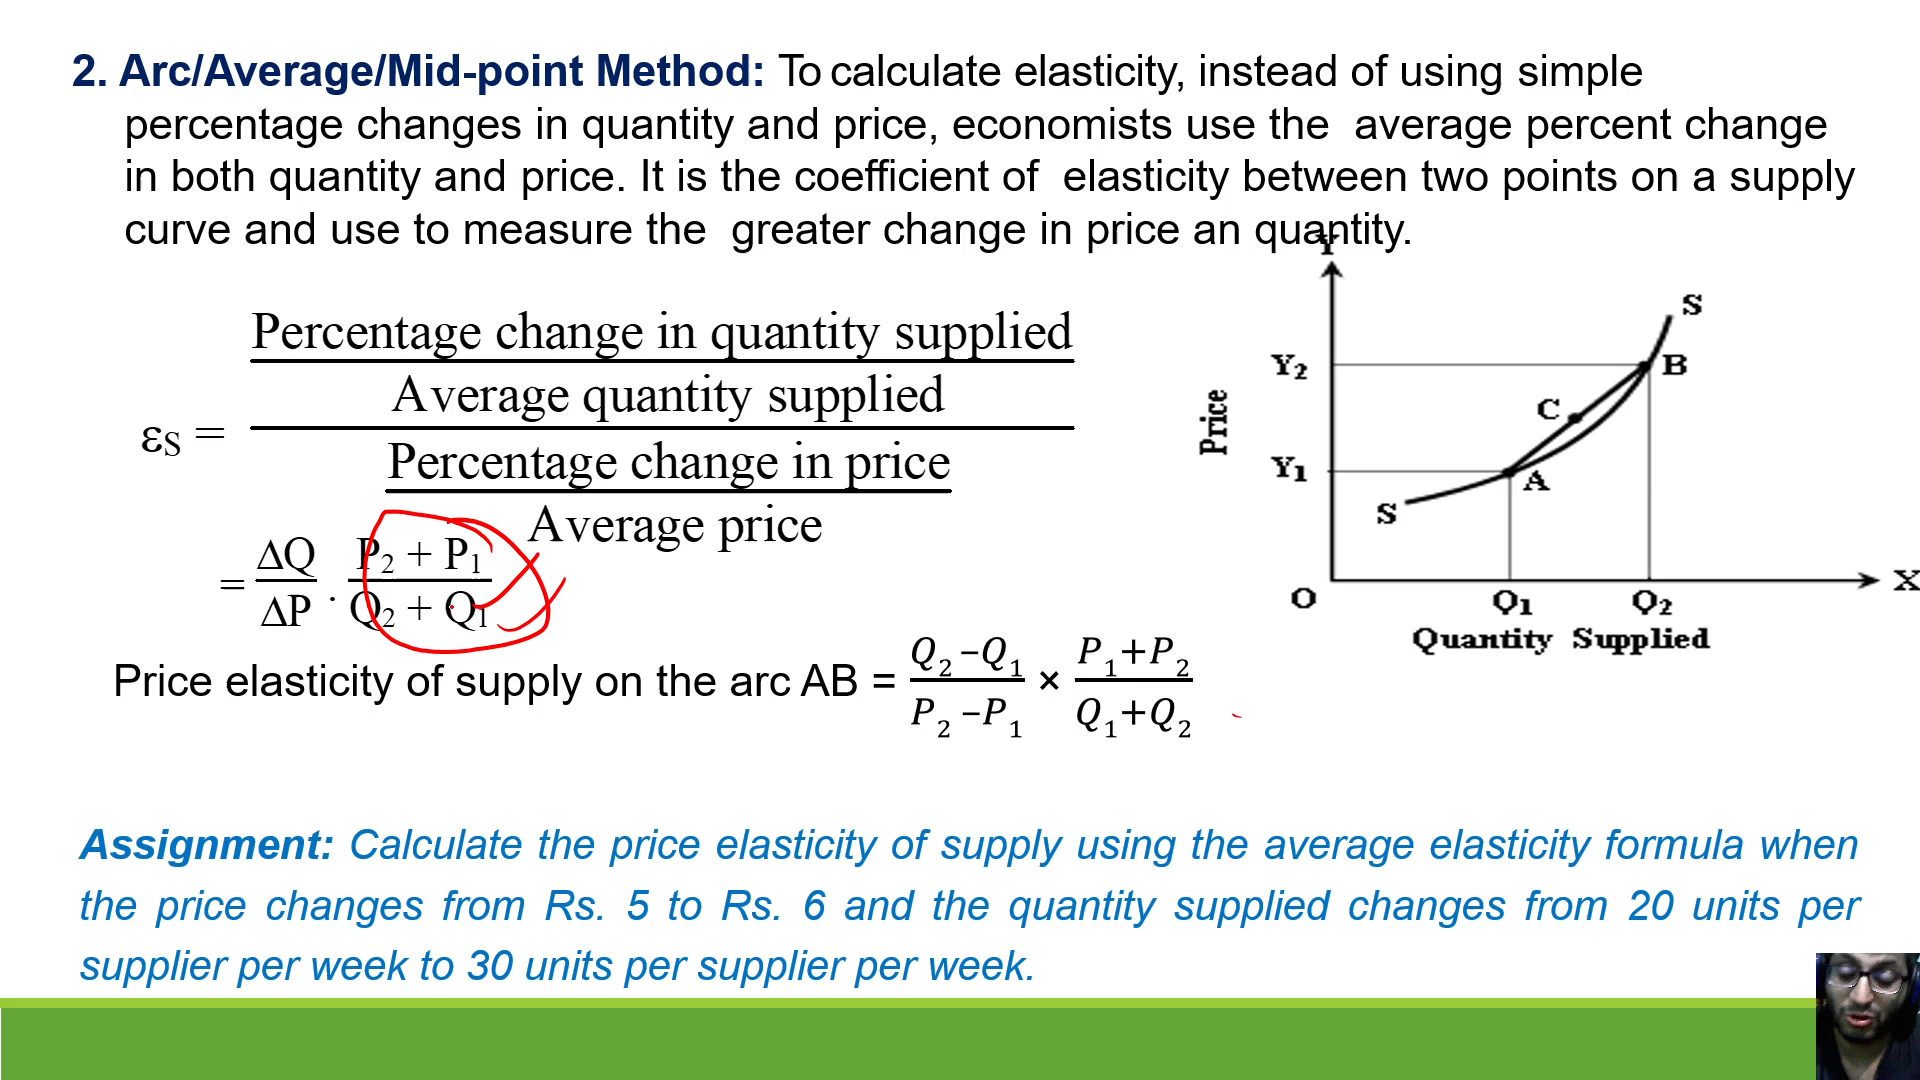 2. Arc/Average/Mid-point Method: To calculate elasticity, instead of using simple
percentage changes in quantity and price, economists use the average percent change
in both quantity and price. It is the coefficient of elasticity between two points on a supply
curve and use to measure the greater change in price an quantity.
Percentage change in quantity supplied
Average quantity supplied
εS =
Percentage change in price
Average price
= ΔQ/ΔP . P2 + P1/Q2 + Q1
Price elasticity of supply on the arc AB = Q2 –Q1/P2 –P1 × P1+P2/Q1+Q2
Y
S
Y2 B
C
Price
Y1 A
S
O Q1 Q2 X
Quantity Supplied
Assignment: Calculate the price elasticity of supply using the average elasticity formula when
the price changes from Rs. 5 to Rs. 6 and the quantity supplied changes from 20 units per
supplier per week to 30 units per supplier per week.